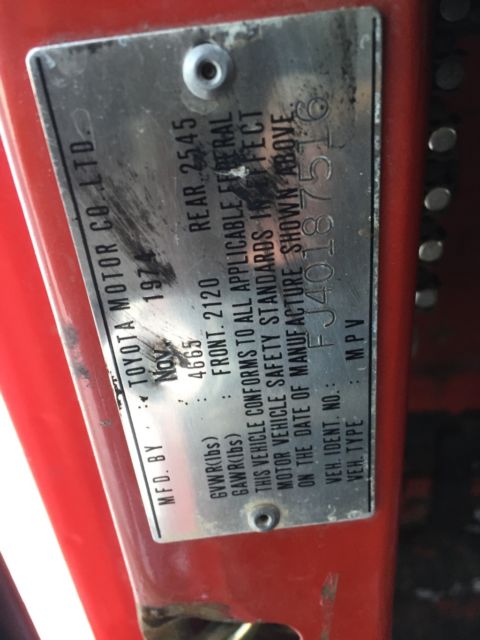 MFD. BY : TOYOTA MOTOR CO., LTD.
Nov. 1974
GVWR(lbs) : 4665
GAWR(lbs) : FRONT. 2120 REAR 2545
THIS VEHICLE CONFORMS TO ALL APPLICABLE FEDERAL
MOTOR VEHICLE SAFETY STANDARDS IN EFFECT
ON THE DATE OF MANUFACTURE SHOWN ABOVE.
VEH. IDENT. NO.: FJ40187516
VEH. TYPE : MPV